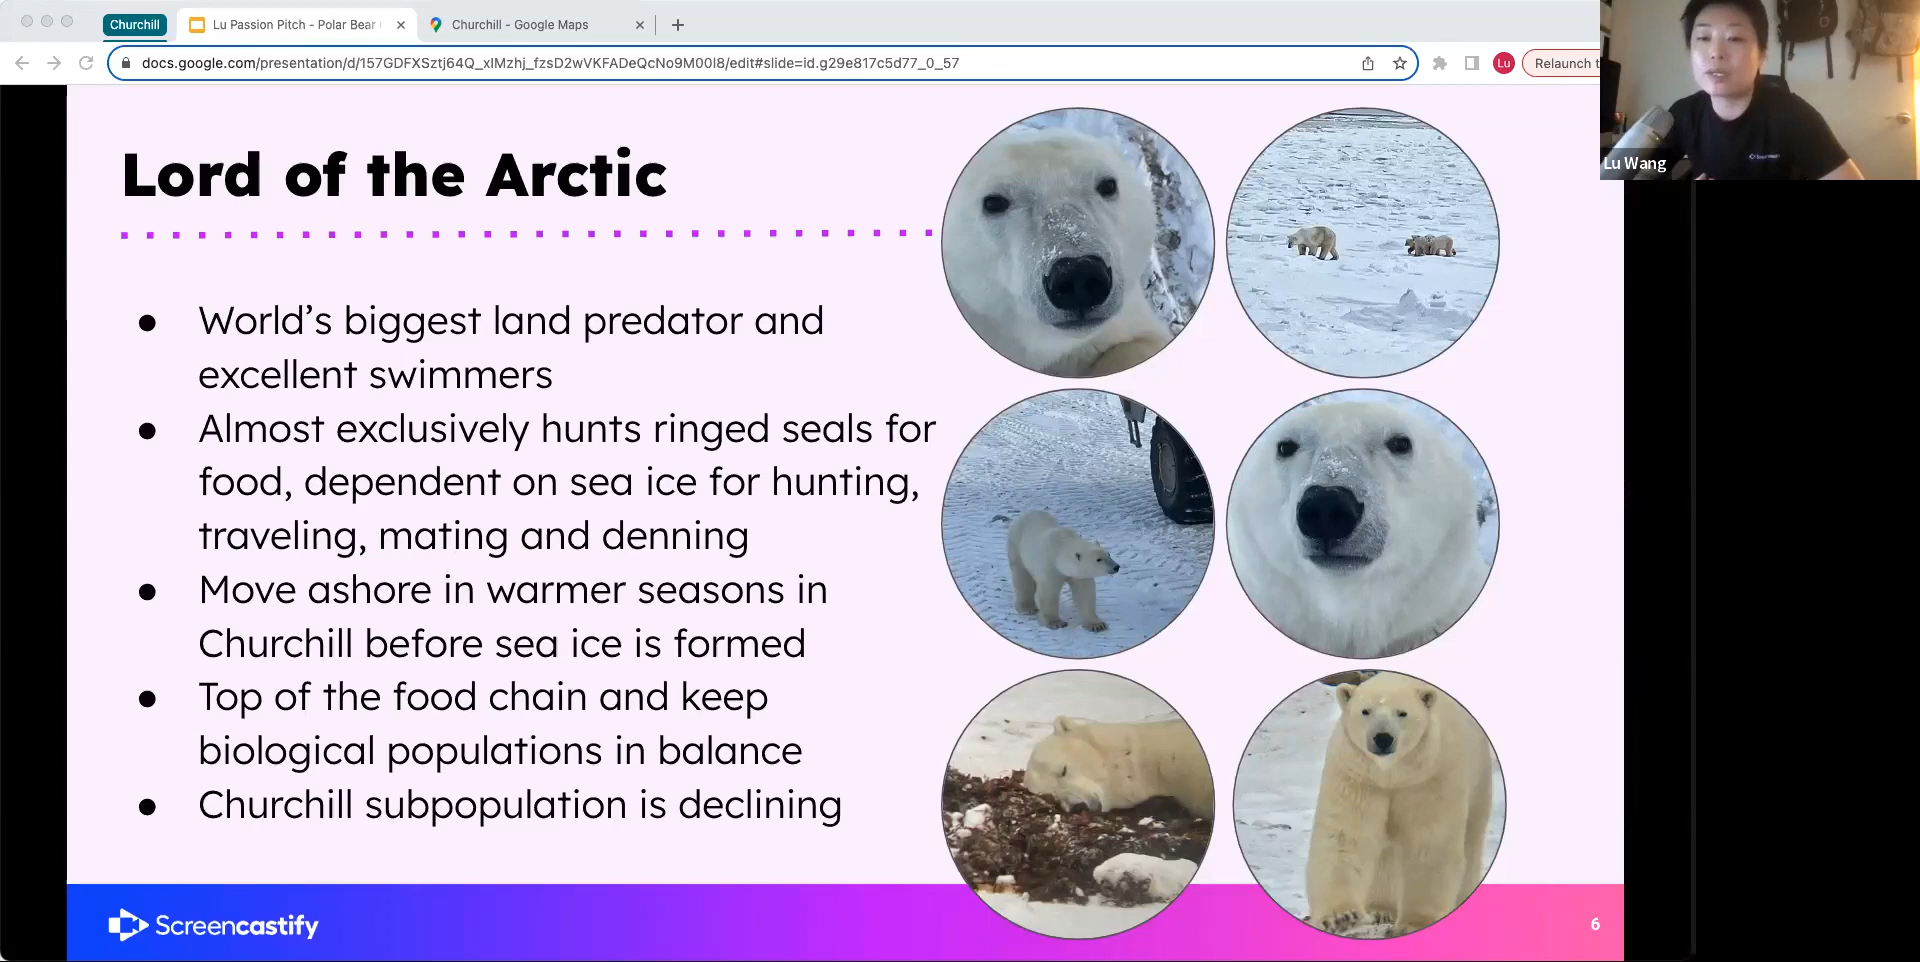 Churchill
Lu Passion Pitch - Polar Bear
Churchill - Google Maps
docs.google.com/presentation/d/157GDFXSztj64Q_xIMzhj_fzsD2wVKFADeQcNo9M00I8/edit#slide=id.g29e817c5d77_0_57
Lu
Relaunch t
Lu Wang
Lord of the Arctic
● World’s biggest land predator and
excellent swimmers
● Almost exclusively hunts ringed seals for
food, dependent on sea ice for hunting,
traveling, mating and denning
● Move ashore in warmer seasons in
Churchill before sea ice is formed
● Top of the food chain and keep
biological populations in balance
● Churchill subpopulation is declining
Screencastify
6